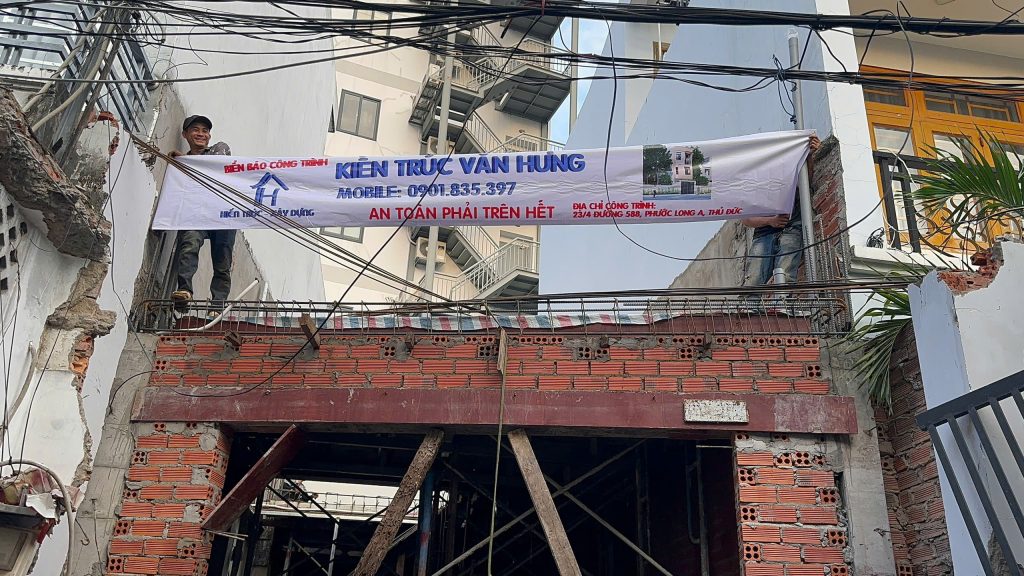 BIỂN BÁO CÔNG TRÌNH
KIẾN TRÚC - XÂY DỰNG
KIẾN TRÚC VĂN HƯNG
MOBILE: 0901.835.397
AN TOÀN PHẢI TRÊN HẾT
ĐỊA CHỈ CÔNG TRÌNH:
23/4 ĐƯỜNG 588, PHƯỚC LONG A, THỦ ĐỨC